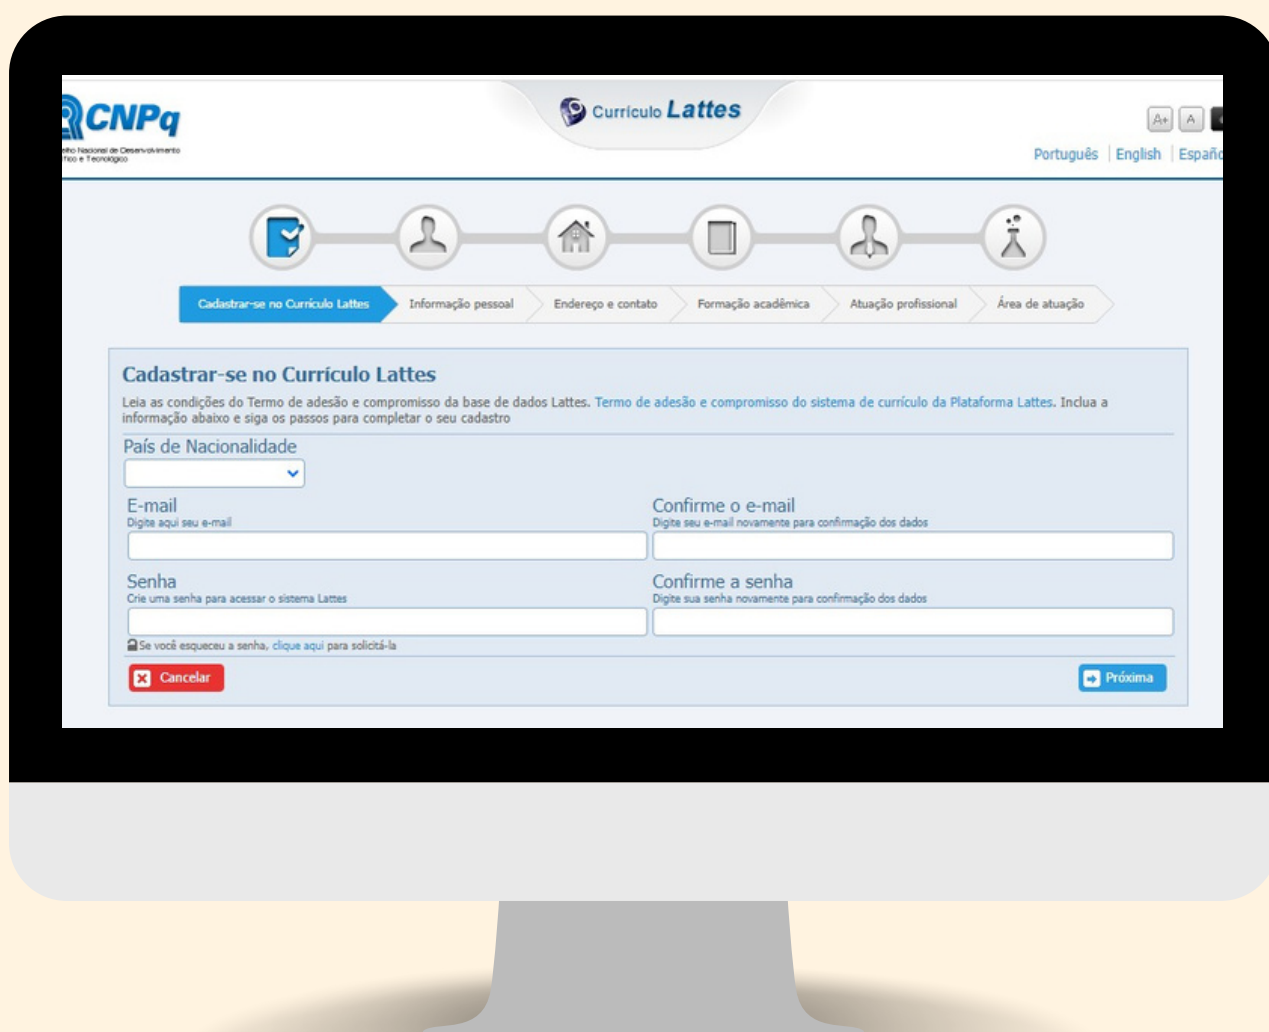 CNPq
Currículo Lattes
A+ A
Nacional de Desenvolvimento
e Tecnológico
Português English
Cadastrar-se no Currículo Lattes Informação pessoal Endereço e contato Formação acadêmica Atuação profissional Área de atuação
Cadastrar-se no Currículo Lattes
Leia as condições do Termo de adesão e compromisso da base de dados Lattes. Termo de adesão e compromisso do sistema de currículo da Plataforma Lattes. Inclua a
informação abaixo e siga os passos para completar o seu cadastro
País de Nacionalidade
E-mail Confirme o e-mail
Digite aqui seu e-mail Digite seu e-mail novamente para confirmação dos dados
Senha Confirme a senha
Crie uma senha para acessar o sistema Lattes Digite sua senha novamente para confirmação dos dados
Se você esqueceu a senha, clique aqui para solicitá-la
Cancelar Próxima